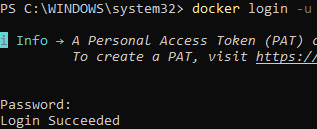 PS C:\WINDOWS\system32> docker login -u
i Info → A Personal Access Token (PAT) c
To create a PAT, visit https://
Password:
Login Succeeded